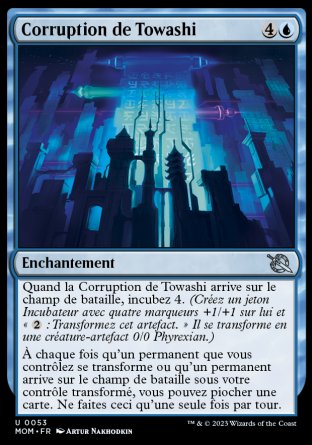 Corruption de Towashi 4
Enchantement
Quand la Corruption de Towashi arrive sur le
champ de bataille, incubez 4. (Créez un jeton
Incubateur avec quatre marqueurs +1/+1 sur lui et
« 2 : Transformez cet artefact. » Il se transforme en
une créature-artefact 0/0 Phyrexian.)
À chaque fois qu'un permanent que vous
contrôlez se transforme ou qu'un permanent
arrive sur le champ de bataille sous votre
contrôle transformé, vous pouvez piocher une
carte. Ne faites ceci qu'une seule fois par tour.
U 0053
MOM • FR Artur Nakhodkin
™ & © 2023 Wizards of the Coast